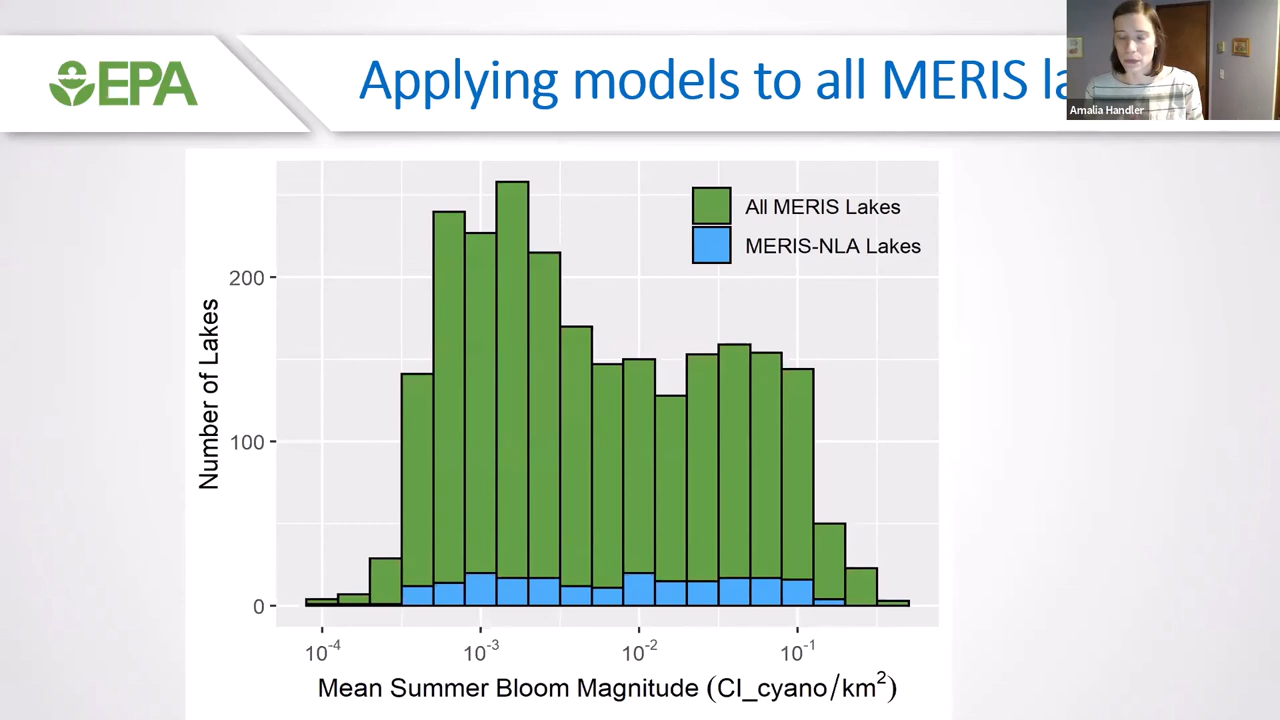 EPA
Applying models to all MERIS
Amalia Handler
All MERIS Lakes
MERIS-NLA Lakes
Number of Lakes
200
100
0
10⁻⁴ 10⁻³ 10⁻² 10⁻¹
Mean Summer Bloom Magnitude (CI_cyano/km²)